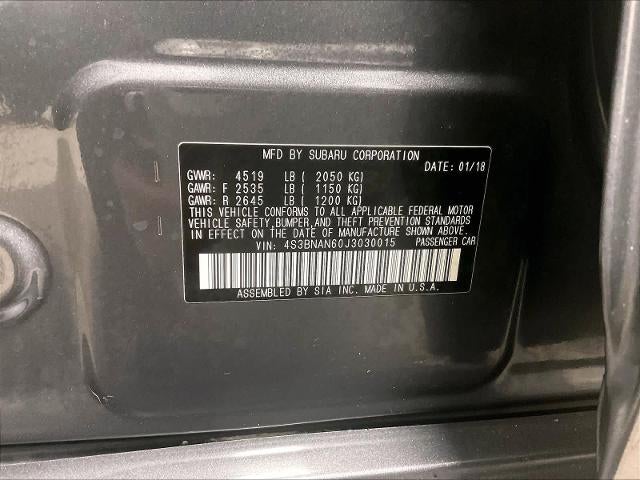 MFD BY SUBARU CORPORATION
DATE: 01/18
GVWR: 4519 LB ( 2050 KG)
GAWR: F 2535 LB ( 1150 KG)
GAWR: R 2645 LB ( 1200 KG)
THIS VEHICLE CONFORMS TO ALL APPLICABLE FEDERAL MOTOR
VEHICLE SAFETY,BUMPER,AND THEFT PREVENTION STANDARDS
IN EFFECT ON THE DATE OF MANUFACTURE SHOWN ABOVE.
VIN: 4S3BNAN60J3030015 PASSENGER CAR
ASSEMBLED BY SIA INC. MADE IN U.S.A.